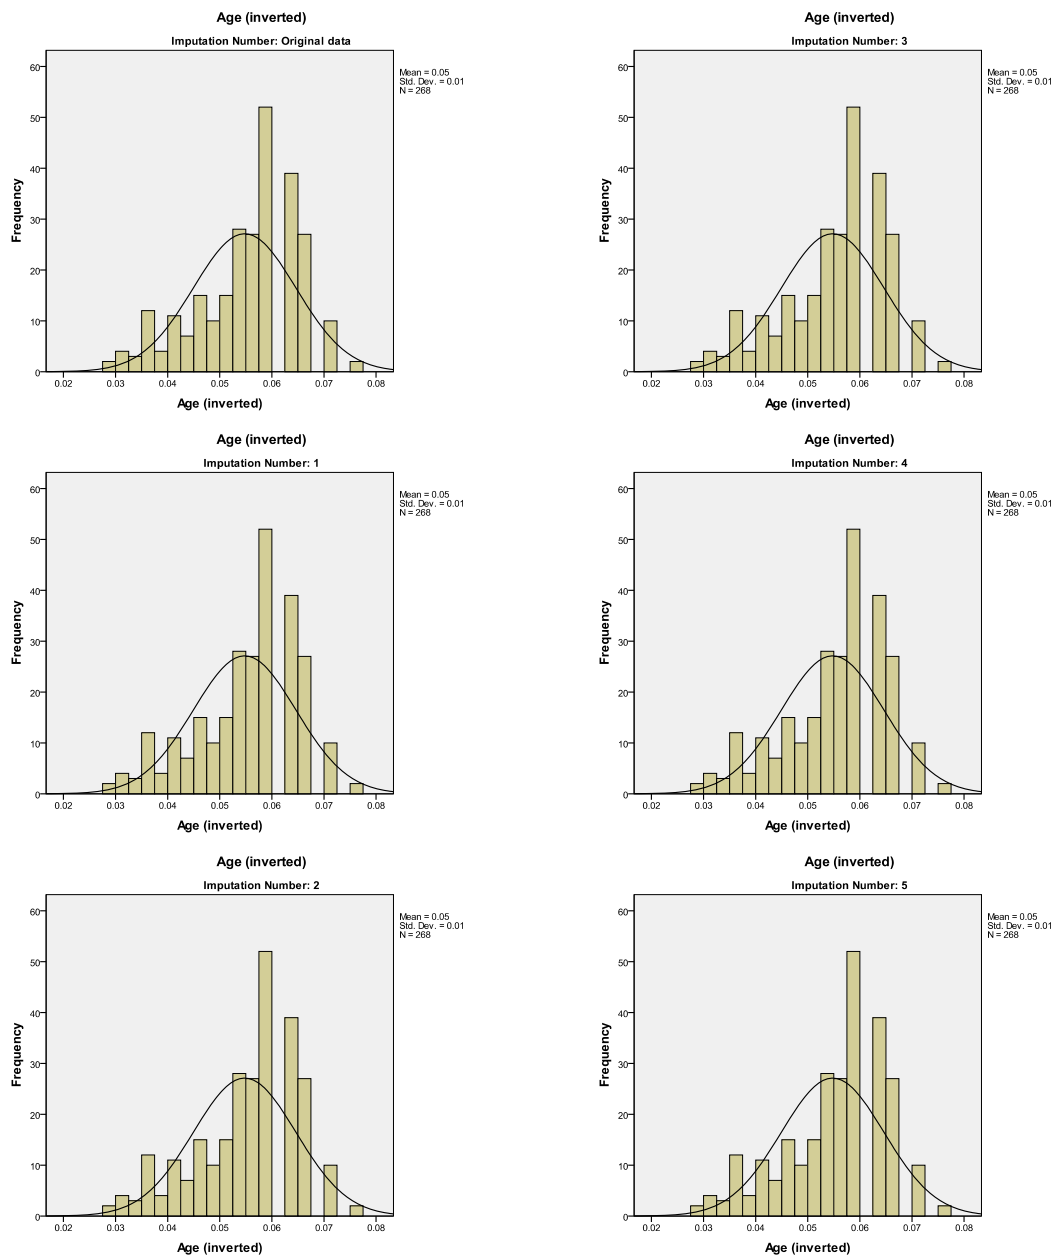 Age (inverted)
Imputation Number: Original data
Mean = 0.05
Std. Dev. = 0.01
N = 268
Frequency
60
50
40
30
20
10
0
0.02 0.03 0.04 0.05 0.06 0.07 0.08
Age (inverted)
Age (inverted)
Imputation Number: 3
Mean = 0.05
Std. Dev. = 0.01
N = 268
Frequency
60
50
40
30
20
10
0
0.02 0.03 0.04 0.05 0.06 0.07 0.08
Age (inverted)
Age (inverted)
Imputation Number: 1
Mean = 0.05
Std. Dev. = 0.01
N = 268
Frequency
60
50
40
30
20
10
0
0.02 0.03 0.04 0.05 0.06 0.07 0.08
Age (inverted)
Age (inverted)
Imputation Number: 4
Mean = 0.05
Std. Dev. = 0.01
N = 268
Frequency
60
50
40
30
20
10
0
0.02 0.03 0.04 0.05 0.06 0.07 0.08
Age (inverted)
Age (inverted)
Imputation Number: 2
Mean = 0.05
Std. Dev. = 0.01
N = 268
Frequency
60
50
40
30
20
10
0
0.02 0.03 0.04 0.05 0.06 0.07 0.08
Age (inverted)
Age (inverted)
Imputation Number: 5
Mean = 0.05
Std. Dev. = 0.01
N = 268
Frequency
60
50
40
30
20
10
0
0.02 0.03 0.04 0.05 0.06 0.07 0.08
Age (inverted)